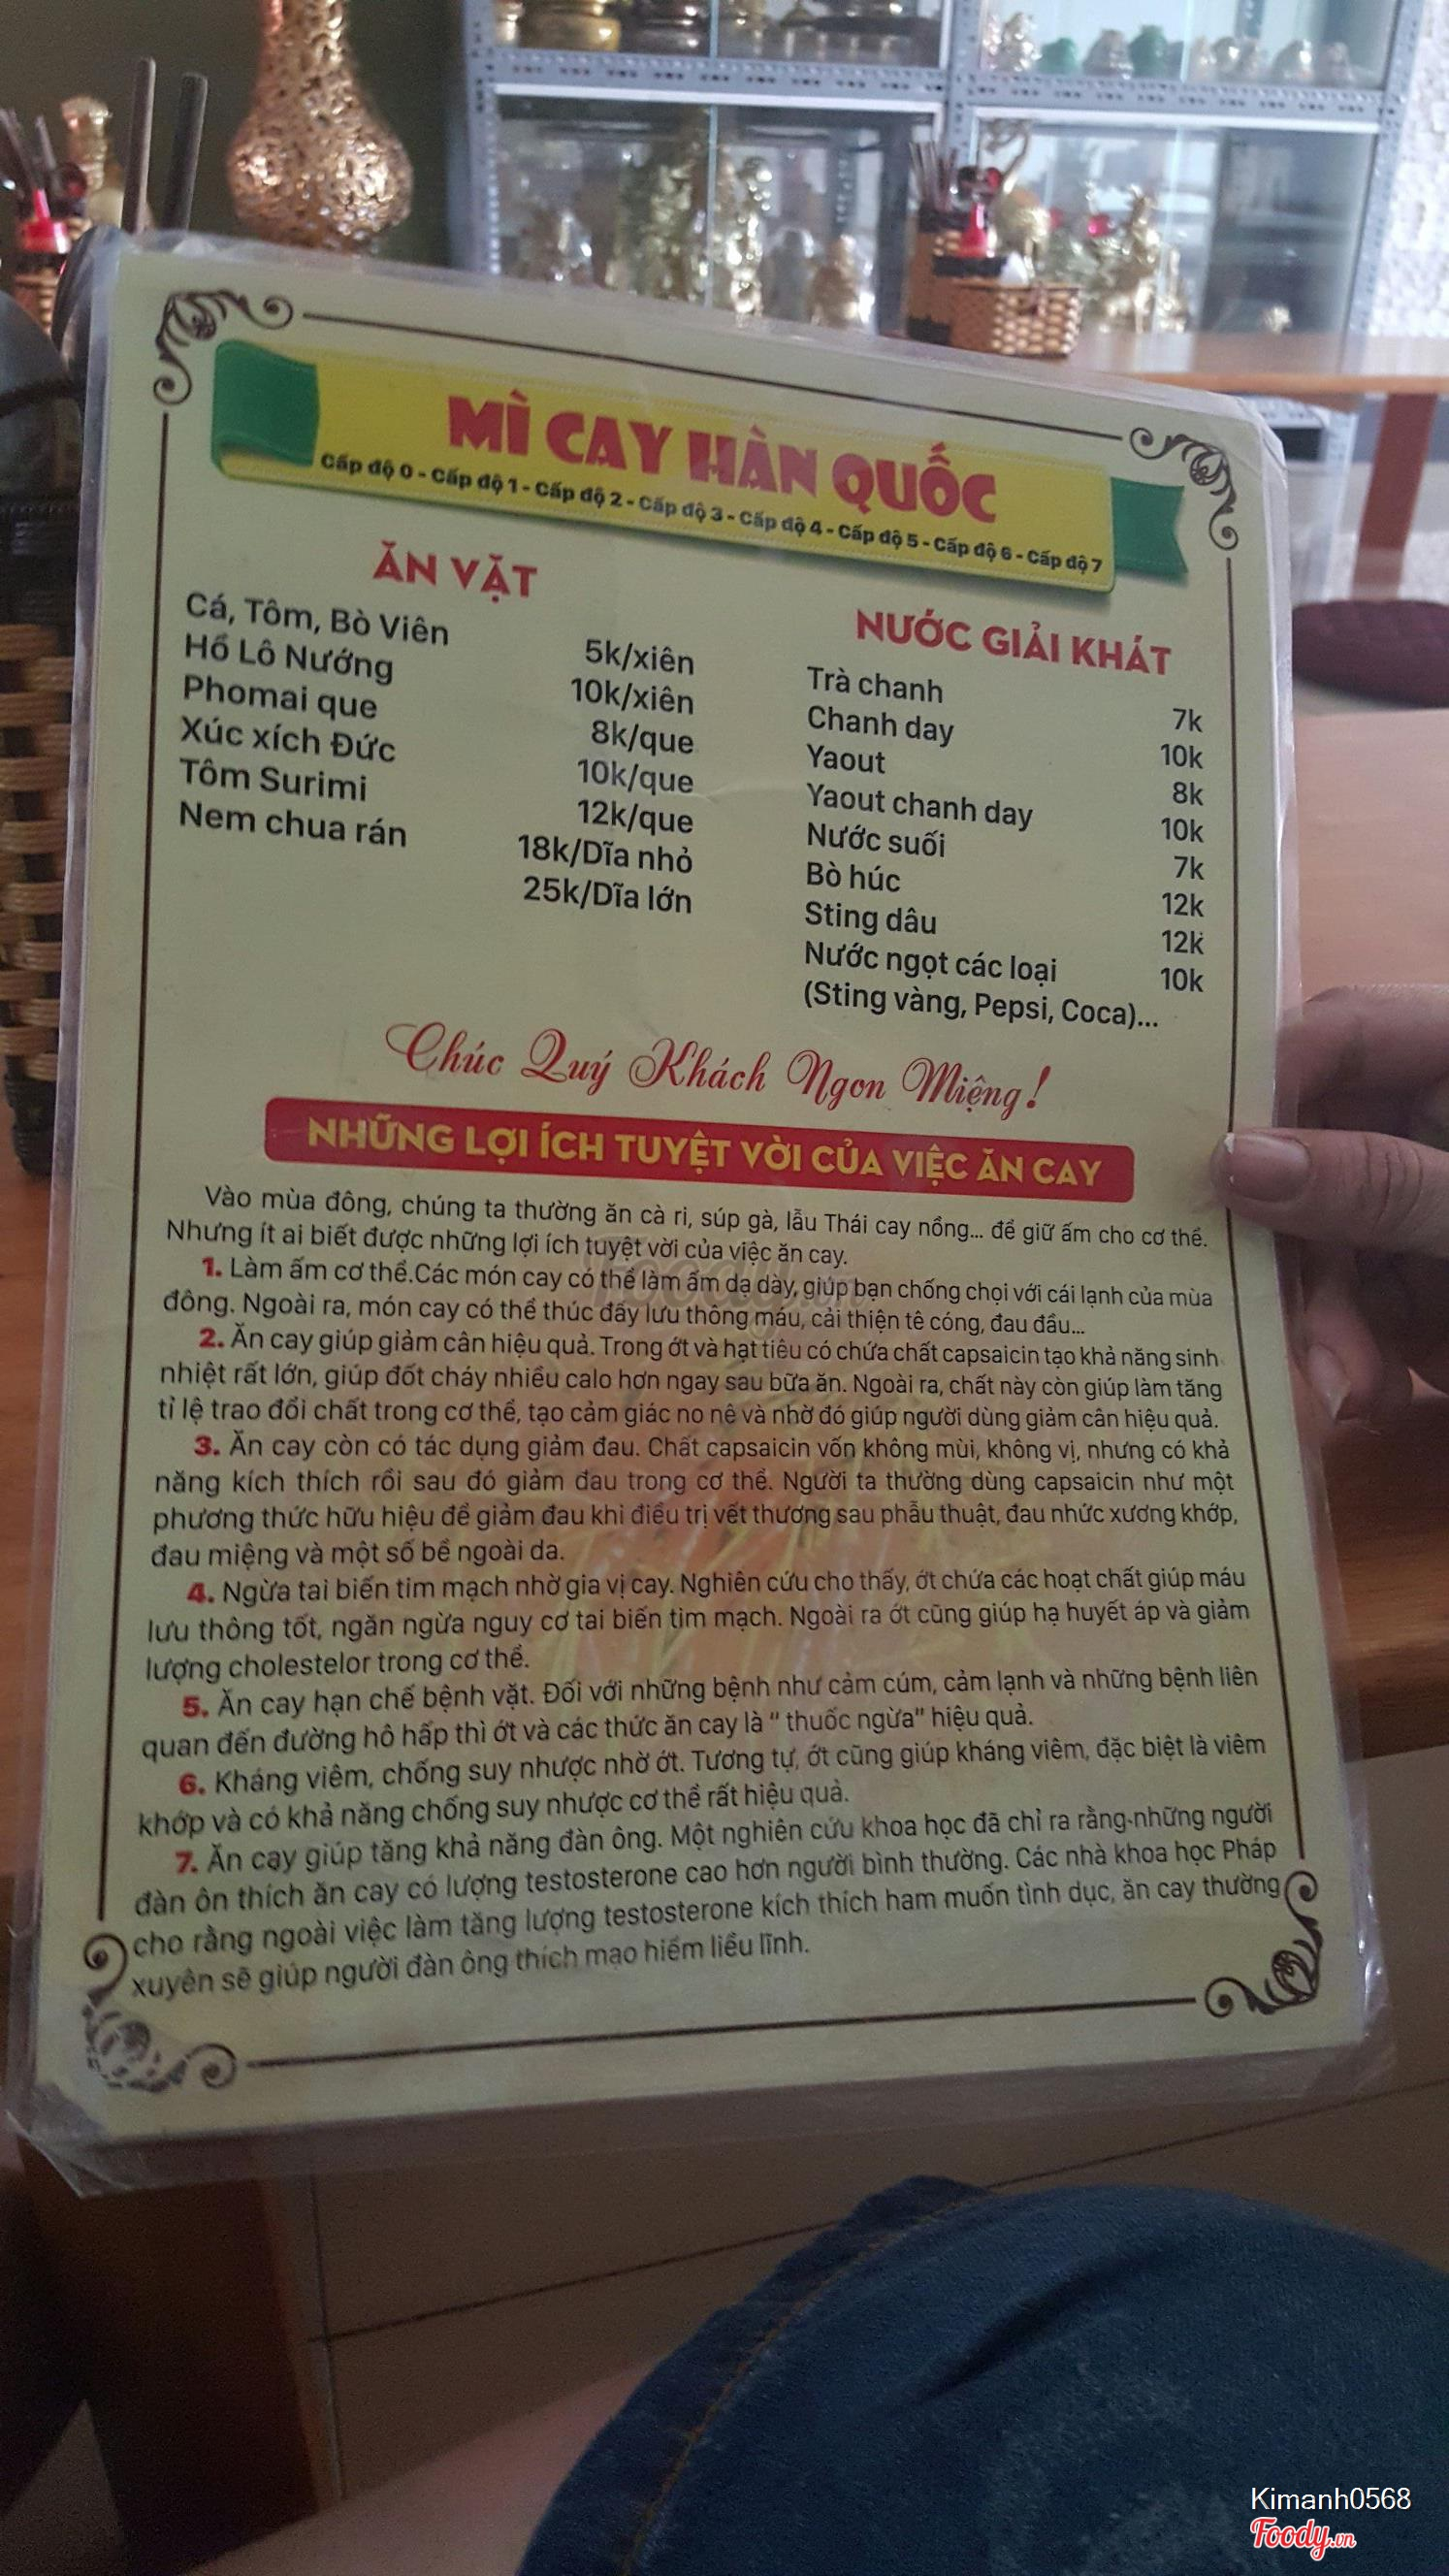 MÌ CAY HÀN QUỐC
Cấp độ 0 - Cấp độ 1 - Cấp độ 2 - Cấp độ 3 - Cấp độ 4 - Cấp độ 5 - Cấp độ 6 - Cấp độ 7
ĂN VẶT
Cá, Tôm, Bò Viên 5k/xiên
Hồ Lô Nướng 10k/xiên
Phomai que 8k/que
Xúc xích Đức 10k/que
Tôm Surimi 12k/que
Nem chua rán 18k/Dĩa nhỏ
25k/Dĩa lớn
NƯỚC GIẢI KHÁT
Trà chanh 7k
Chanh day 10k
Yaout 8k
Yaout chanh day 10k
Nước suối 7k
Bò húc 12k
Sting dâu 12k
Nước ngọt các loại 10k
(Sting vàng, Pepsi, Coca)...
Chúc Quý Khách Ngon Miệng!
NHỮNG LỢI ÍCH TUYỆT VỜI CỦA VIỆC ĂN CAY
Vào mùa đông, chúng ta thường ăn cà ri, súp gà, lẫu Thái cay nồng... để giữ ấm cho cơ thể.
Nhưng ít ai biết được những lợi ích tuyệt vời của việc ăn cay.
1. Làm ấm cơ thể.Các món cay có thể làm ấm dạ dày, giúp bạn chống chọi với cái lạnh của mùa
đông. Ngoài ra, món cay có thể thúc đẩy lưu thông máu, cải thiện tê cóng, đau đầu...
2. Ăn cay giúp giảm cân hiệu quả. Trong ớt và hạt tiêu có chứa chất capsaicin tạo khả năng sinh
nhiệt rất lớn, giúp đốt cháy nhiều calo hơn ngay sau bữa ăn. Ngoài ra, chất này còn giúp làm tăng
tỉ lệ trao đổi chất trong cơ thể, tạo cảm giác no nê và nhờ đó giúp người dùng giảm cân hiệu quả.
3. Ăn cay còn có tác dụng giảm đau. Chất capsaicin vốn không mùi, không vị, nhưng có khả
năng kích thích rồi sau đó giảm đau trong cơ thể. Người ta thường dùng capsaicin như một
phương thức hữu hiệu để giảm đau khi điều trị vết thương sau phẫu thuật, đau nhức xương khớp,
đau miệng và một số bề ngoài da.
4. Ngừa tai biến tim mạch nhờ gia vị cay. Nghiên cứu cho thấy, ớt chứa các hoạt chất giúp máu
lưu thông tốt, ngăn ngừa nguy cơ tai biến tim mạch. Ngoài ra ớt cũng giúp hạ huyết áp và giảm
lượng cholestelor trong cơ thể.
5. Ăn cay hạn chế bệnh vặt. Đối với những bệnh như cảm cúm, cảm lạnh và những bệnh liên
quan đến đường hô hấp thì ớt và các thức ăn cay là " thuốc ngừa" hiệu quả.
6. Kháng viêm, chống suy nhược nhờ ớt. Tương tự, ớt cũng giúp kháng viêm, đặc biệt là viêm
khớp và có khả năng chống suy nhược cơ thể rất hiệu quả.
7. Ăn cay giúp tăng khả năng đàn ông. Một nghiên cứu khoa học đã chỉ ra rằng những người
đàn ôn thích ăn cay có lượng testosterone cao hơn người bình thường. Các nhà khoa học Pháp
cho rằng ngoài việc làm tăng lượng testosterone kích thích ham muốn tình dục, ăn cay thường
xuyên sẽ giúp người đàn ông thích mạo hiểm liều lĩnh.
Kimanh0568
Foody.vn